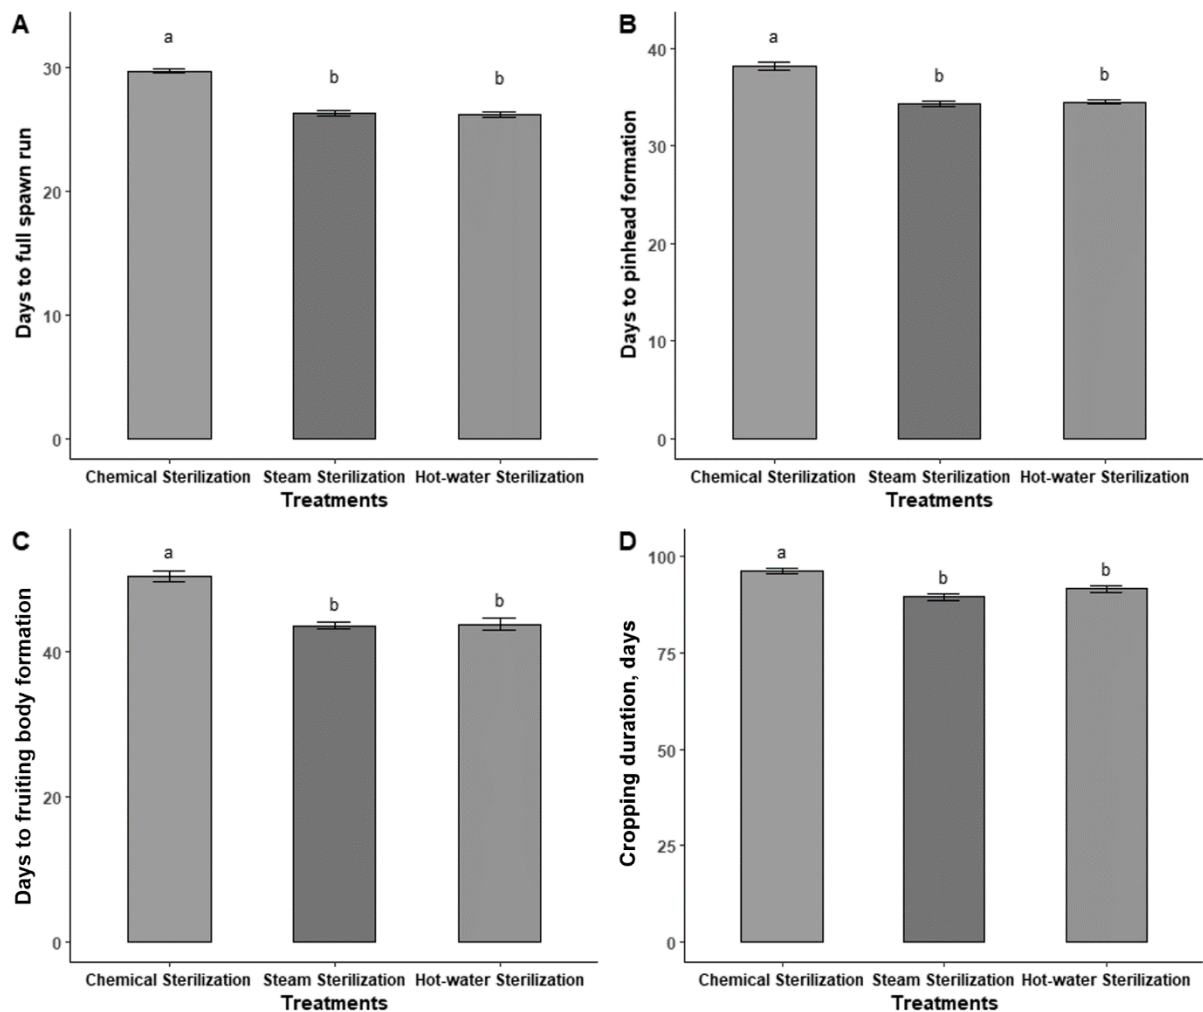 A
a
b
b
30
20
10
0
Days to full spawn run
Chemical Sterilization Steam Sterilization Hot-water Sterilization
Treatments
B
a
b
b
40
30
20
10
0
Days to pinhead formation
Chemical Sterilization Steam Sterilization Hot-water Sterilization
Treatments
C
a
b
b
40
20
0
Days to fruiting body formation
Chemical Sterilization Steam Sterilization Hot-water Sterilization
Treatments
D
a
b
b
100
75
50
25
0
Cropping duration, days
Chemical Sterilization Steam Sterilization Hot-water Sterilization
Treatments